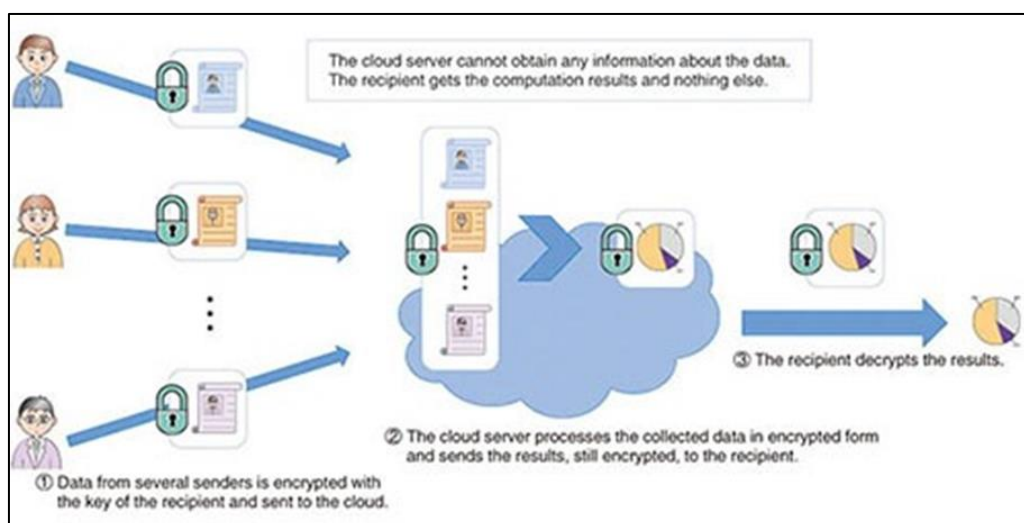 The cloud server cannot obtain any information about the data.
The recipient gets the computation results and nothing else.
③ The recipient decrypts the results.
② The cloud server processes the collected data in encrypted form
and sends the results, still encrypted, to the recipient.
① Data from several senders is encrypted with
the key of the recipient and sent to the cloud.